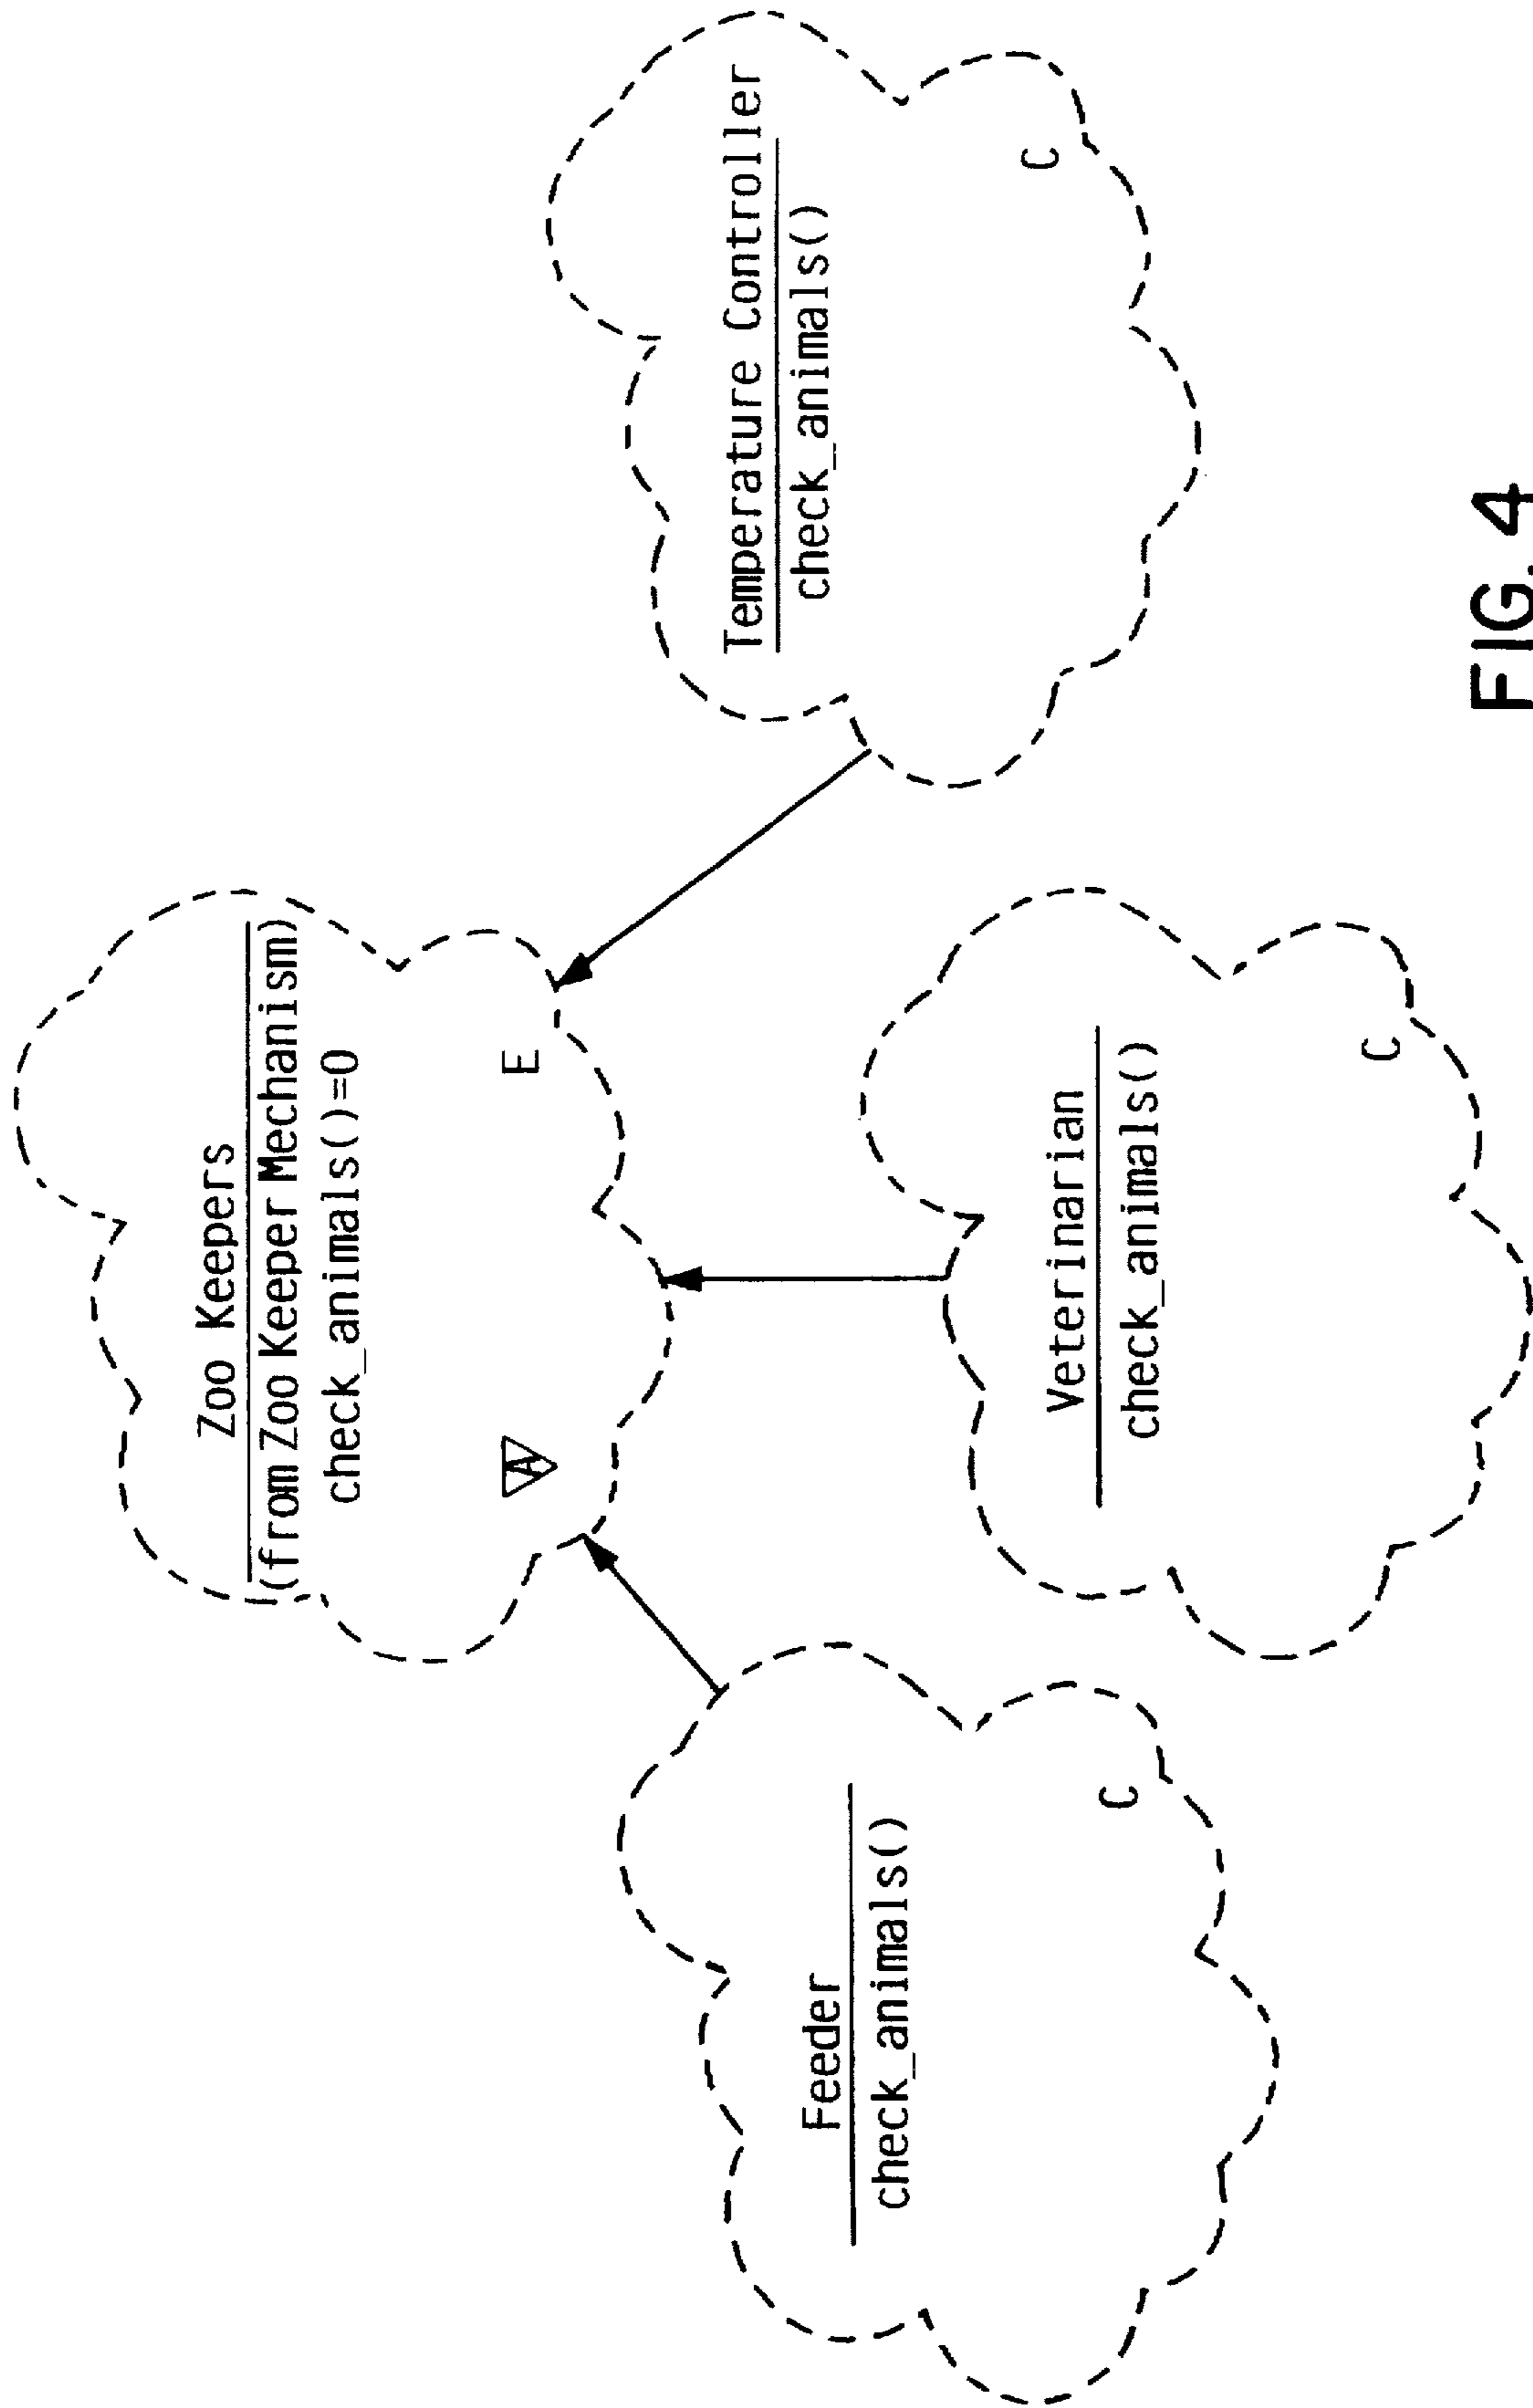 Zoo Keepers
(from Zoo Keeper Mechanism)
check_animals()=0
A
E
Feeder
check_animals()
C
Veterinarian
check_animals()
C
Temperature Controller
check_animals()
C
FIG. 4